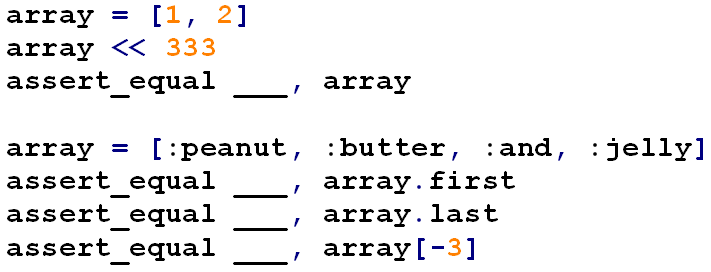 array = [1, 2]
array << 333
assert_equal ___, array
array = [:peanut, :butter, :and, :jelly]
assert_equal ___, array.first
assert_equal ___, array.last
assert_equal ___, array[-3]